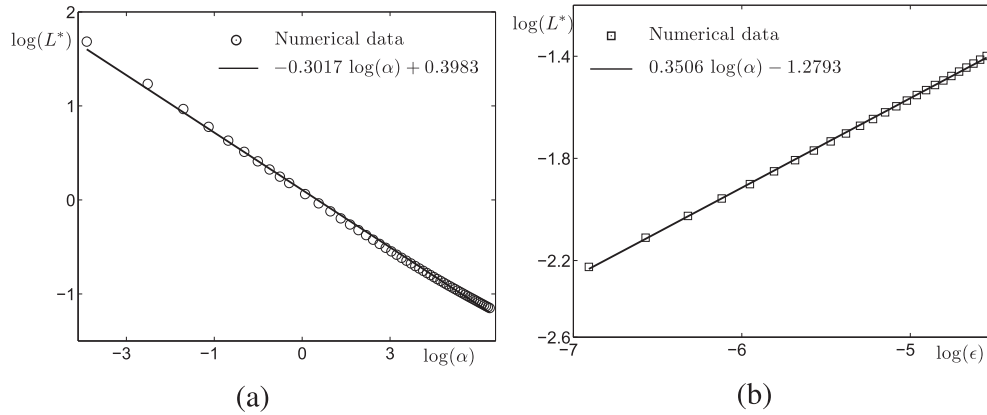 2
log(L*)
Numerical data
−0.3017 log(α) + 0.3983
1
0
−1
−3
−1
0
3
log(α)
(a)
log(L*)
−1.4
Numerical data
0.3506 log(α) − 1.2793
−1.8
−2.2
−2.6
−7
−6
−5
log(ϵ)
(b)